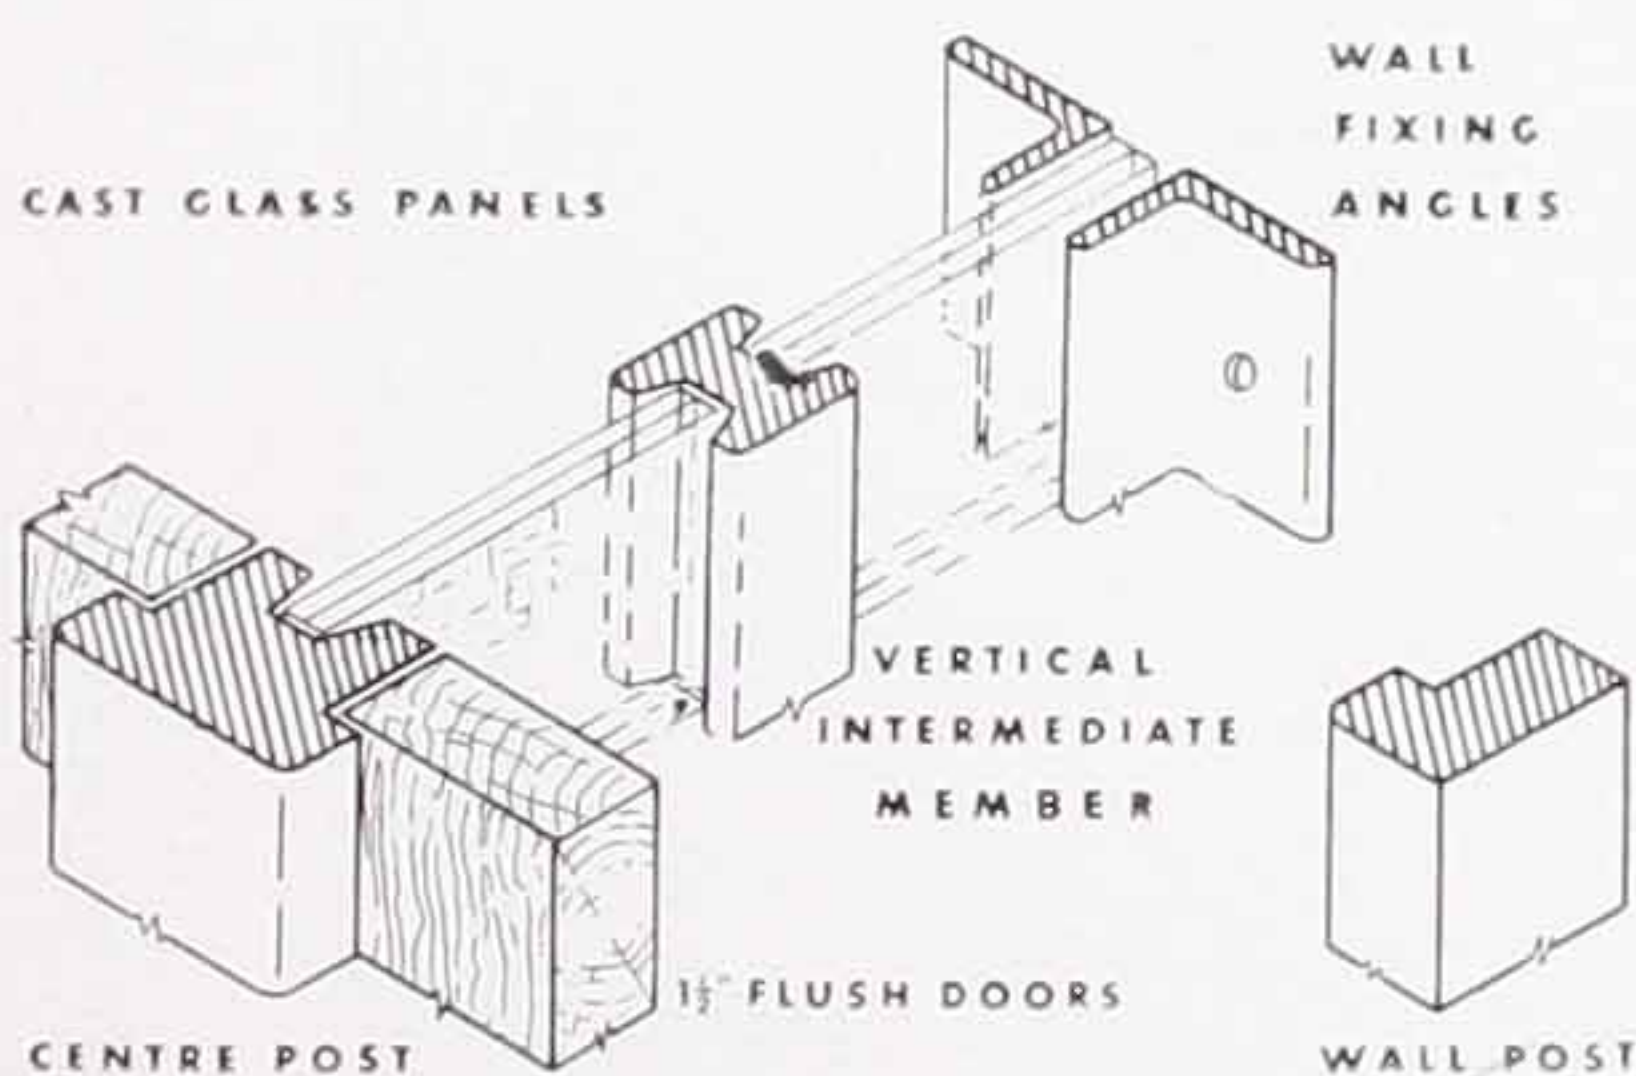 WALL
FIXING
ANGLES
CAST GLASS PANELS
VERTICAL
INTERMEDIATE
MEMBER
1½" FLUSH DOORS
CENTRE POST
WALL POST